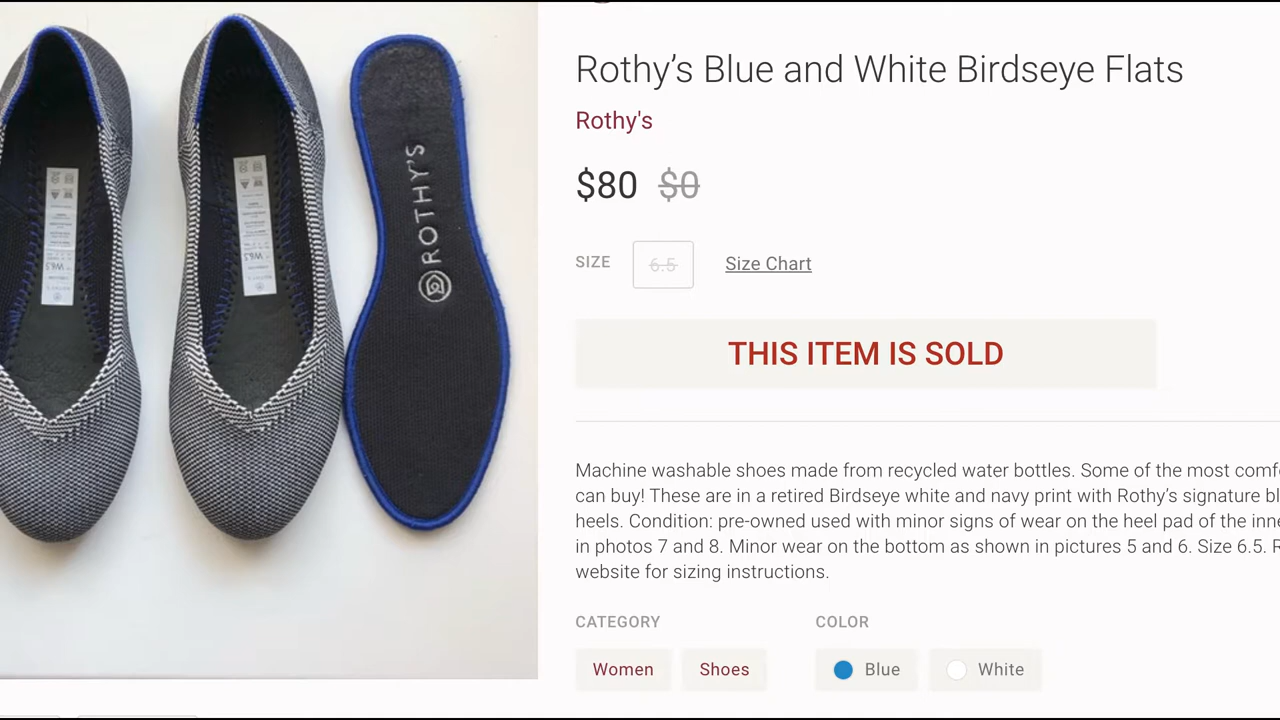 ROTHY'S
Rothy's Blue and White Birdseye Flats
Rothy's
$80 $0
SIZE 6.5 Size Chart
THIS ITEM IS SOLD
Machine washable shoes made from recycled water bottles. Some of the most comf
can buy! These are in a retired Birdseye white and navy print with Rothy's signature bl
heels. Condition: pre-owned used with minor signs of wear on the heel pad of the inne
in photos 7 and 8. Minor wear on the bottom as shown in pictures 5 and 6. Size 6.5. R
website for sizing instructions.
CATEGORY COLOR
Women Shoes Blue White